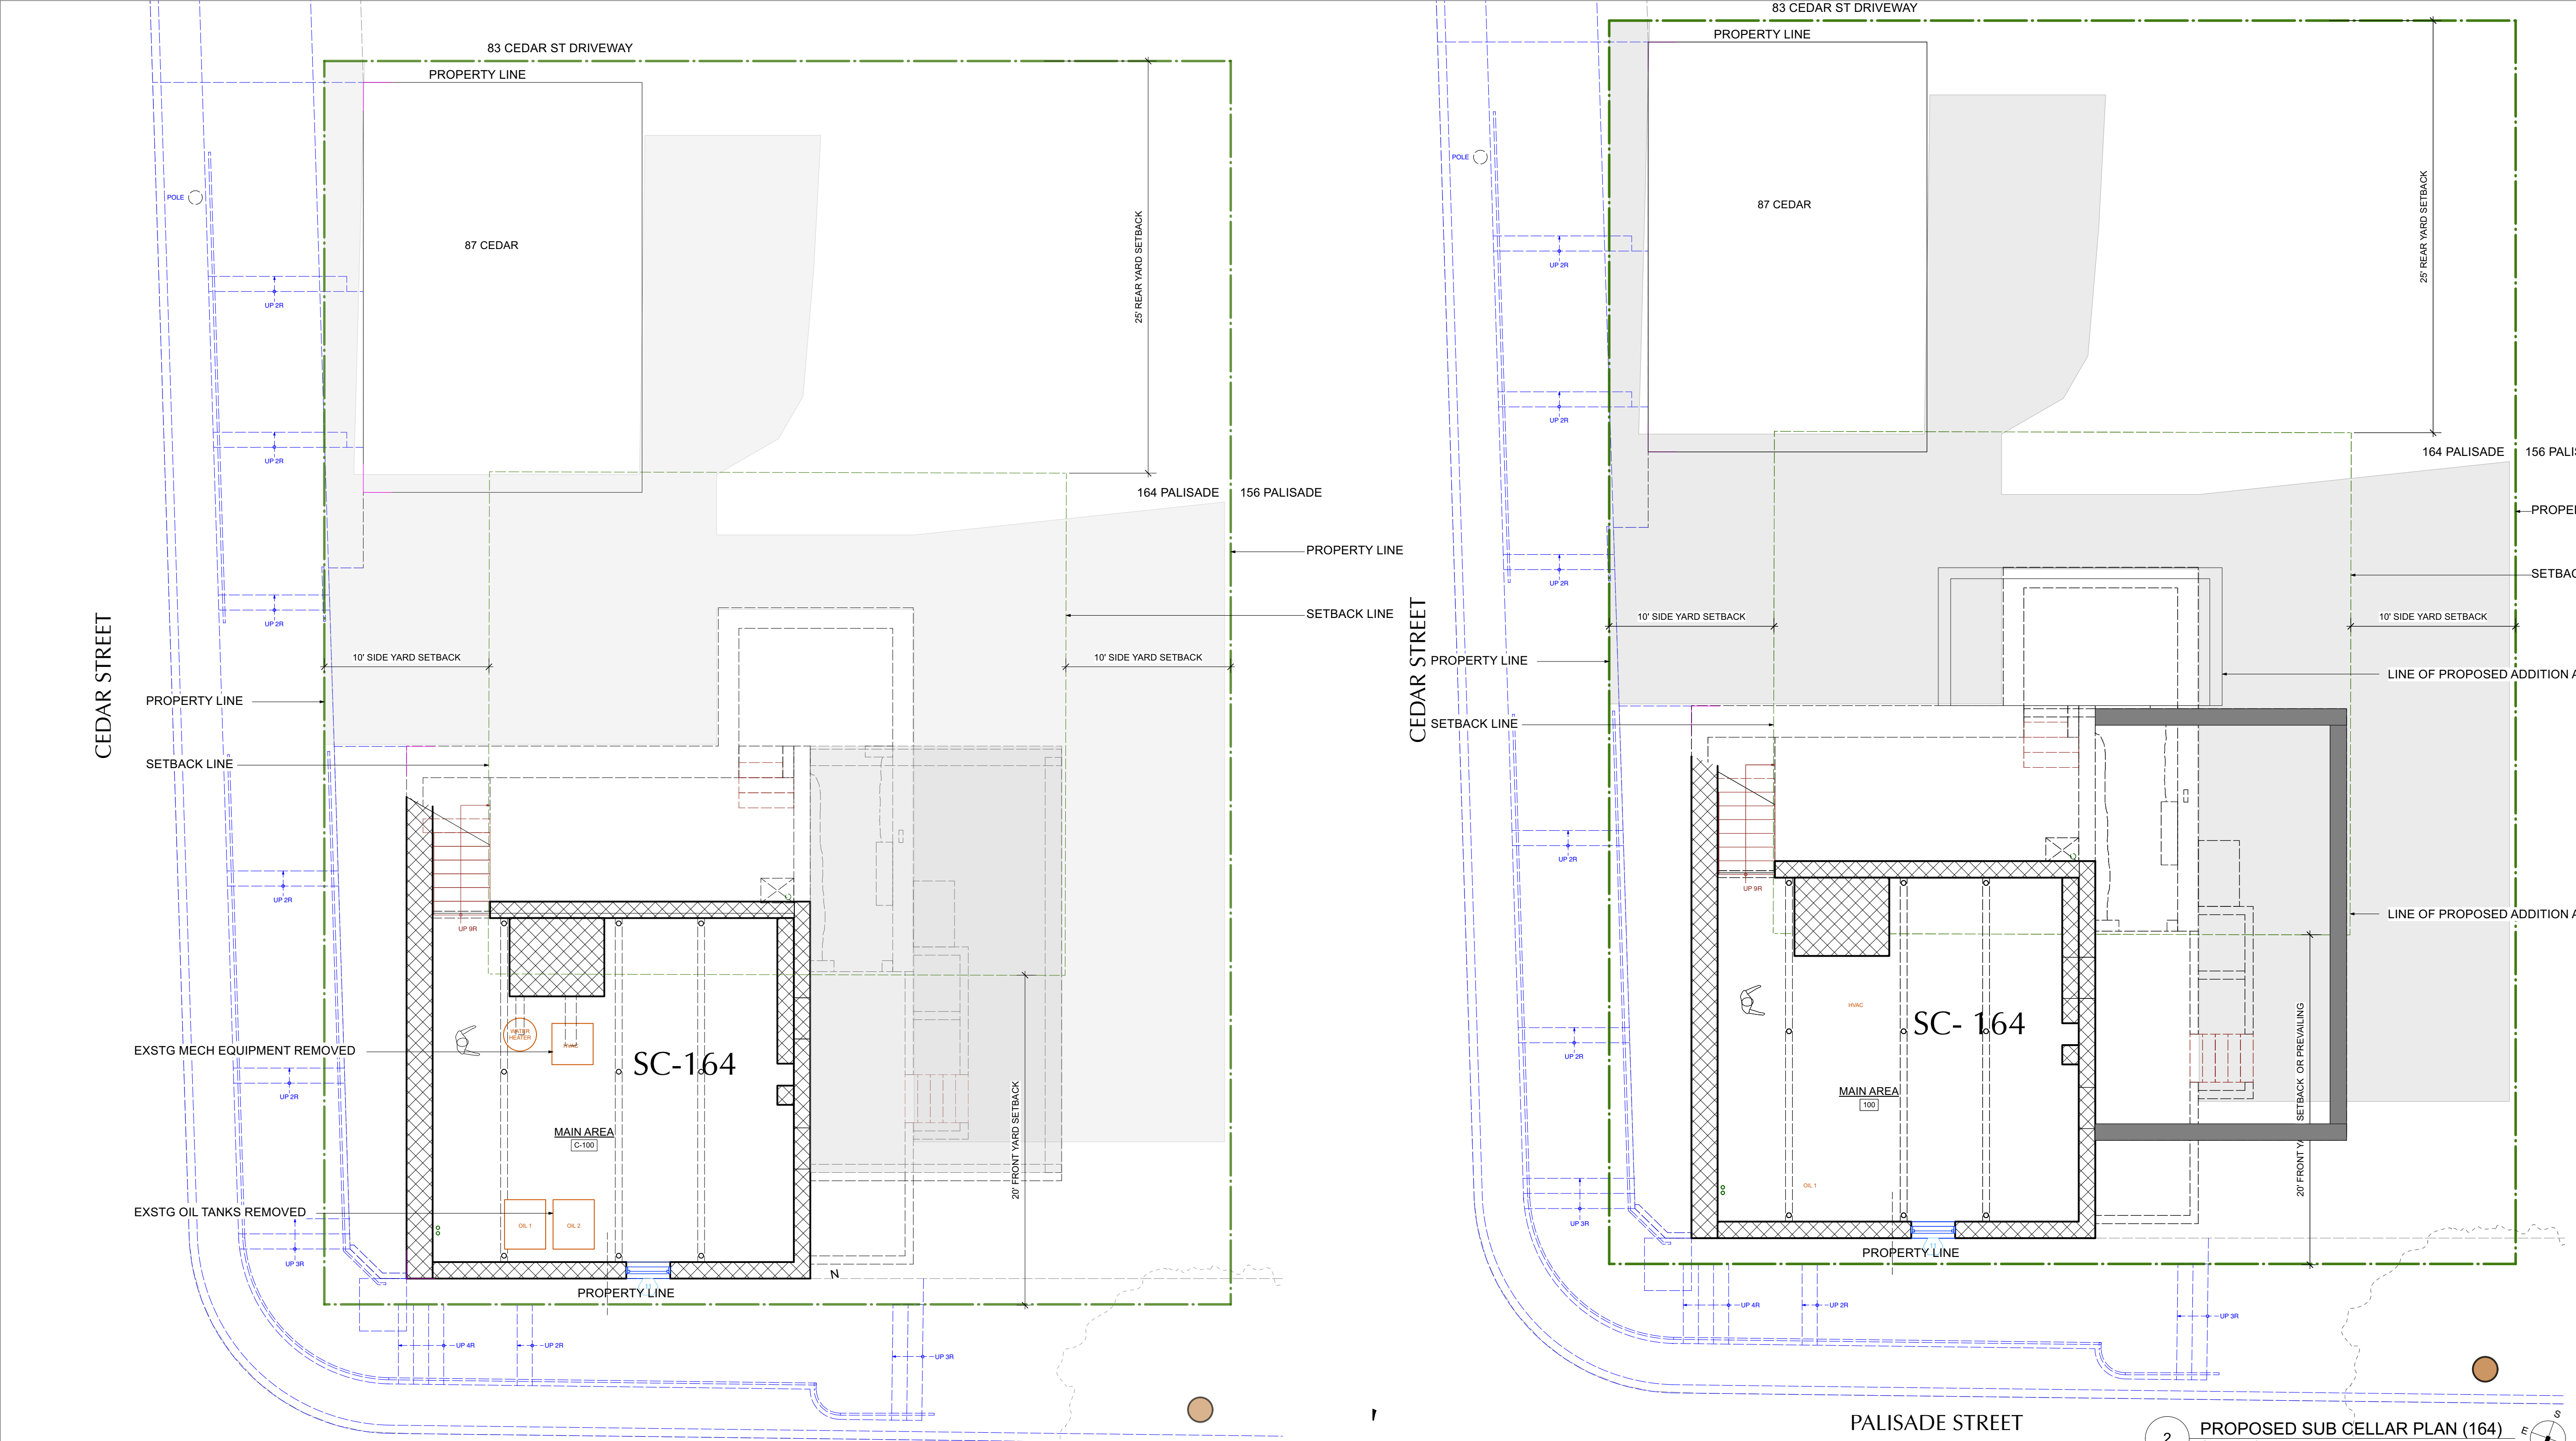 83 CEDAR ST DRIVEWAY
PROPERTY LINE
POLE
87 CEDAR
25' REAR YARD SETBACK
UP 2R
UP 2R
164 PALISADE
156 PALISADE
PROPERTY LINE
SETBACK LINE
UP 2R
CEDAR STREET
10' SIDE YARD SETBACK
10' SIDE YARD SETBACK
PROPERTY LINE
SETBACK LINE
UP 2R
UP 9R
WATER
HEATER
HVAC
EXSTG MECH EQUIPMENT REMOVED
SC-164
UP 2R
MAIN AREA
C-100
20' FRONT YARD SETBACK
EXSTG OIL TANKS REMOVED
OIL 1
OIL 2
UP 3R
N
PROPERTY LINE
UP 4R
UP 2R
UP 3R
83 CEDAR ST DRIVEWAY
PROPERTY LINE
POLE
87 CEDAR
25' REAR YARD SETBACK
UP 2R
UP 2R
164 PALISADE
156 PALIS
PROPE
SETBAC
UP 2R
CEDAR STREET
10' SIDE YARD SETBACK
10' SIDE YARD SETBACK
PROPERTY LINE
LINE OF PROPOSED ADDITION A
SETBACK LINE
UP 2R
UP 9R
LINE OF PROPOSED ADDITION A
HVAC
SC- 164
UP 2R
MAIN AREA
100
20' FRONT YA SETBACK OR PREVAILING
OIL 1
UP 3R
PROPERTY LINE
UP 4R
UP 2R
UP 3R
PALISADE STREET
2
PROPOSED SUB CELLAR PLAN (164)
S
E